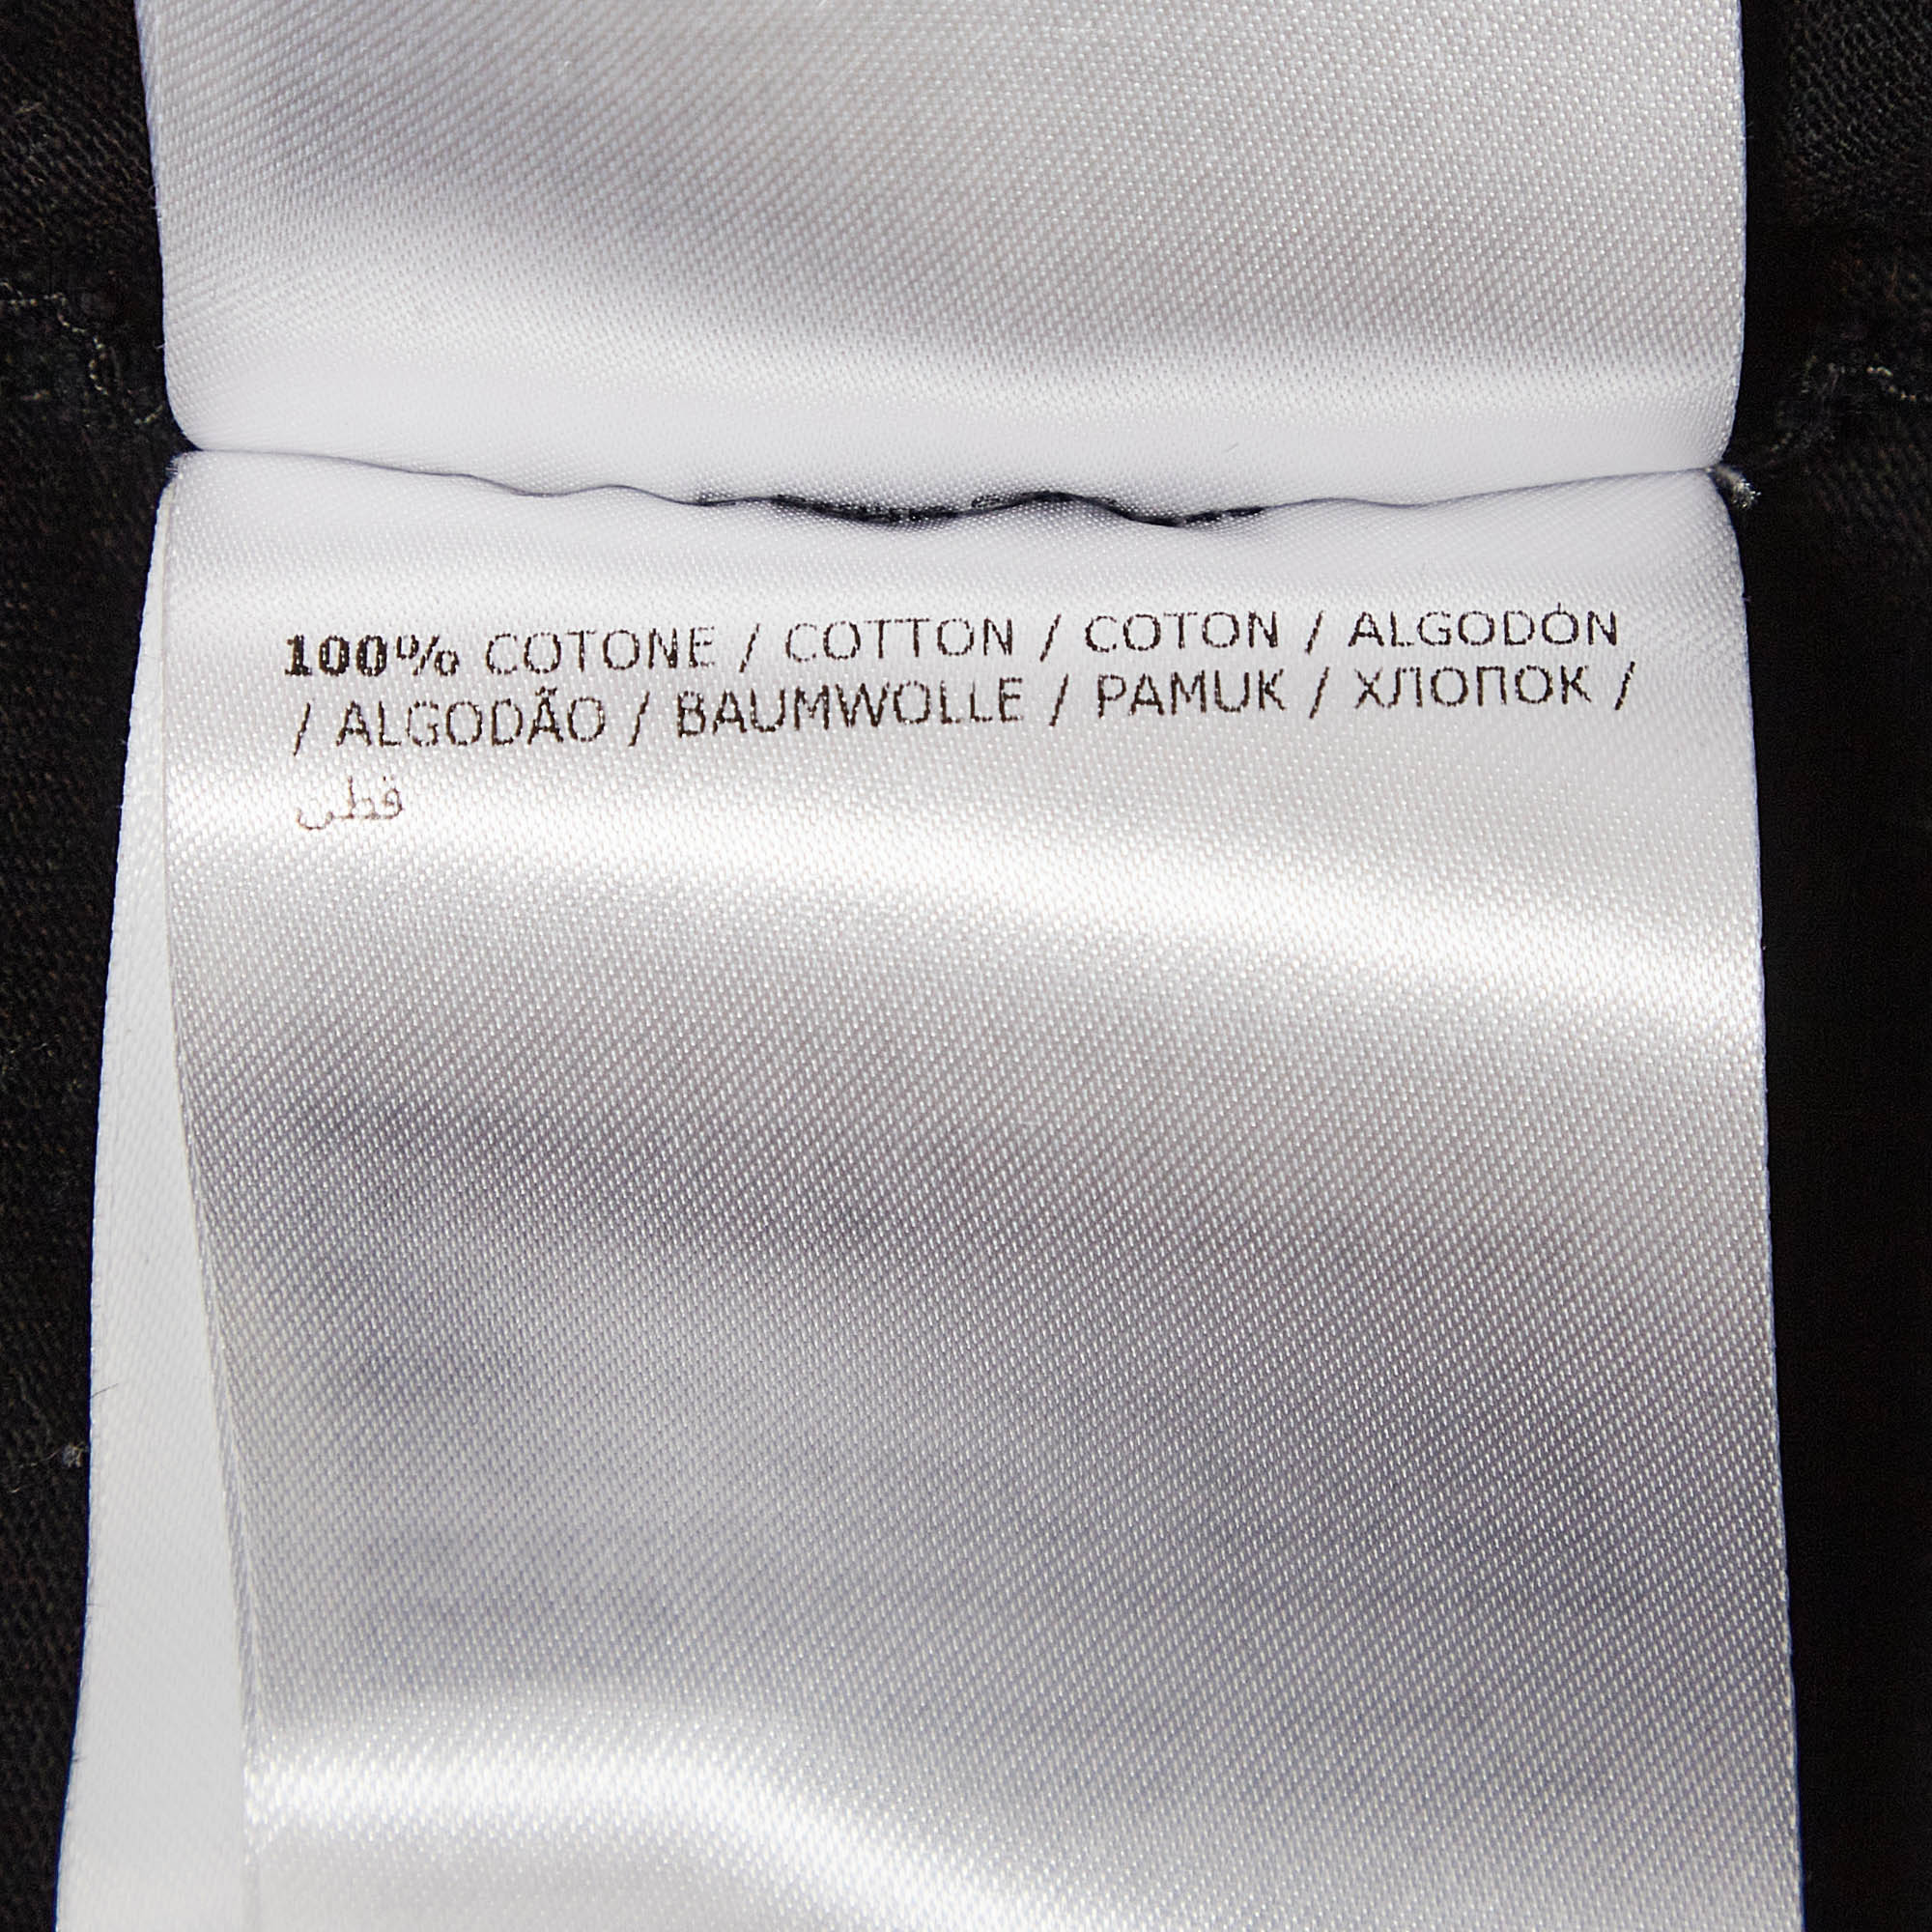 100% COTONE / COTTON / COTON / ALGODÓN
/ ALGODÃO / BAUMWOLLE / PAMUK / ХЛОПОК /
قطن